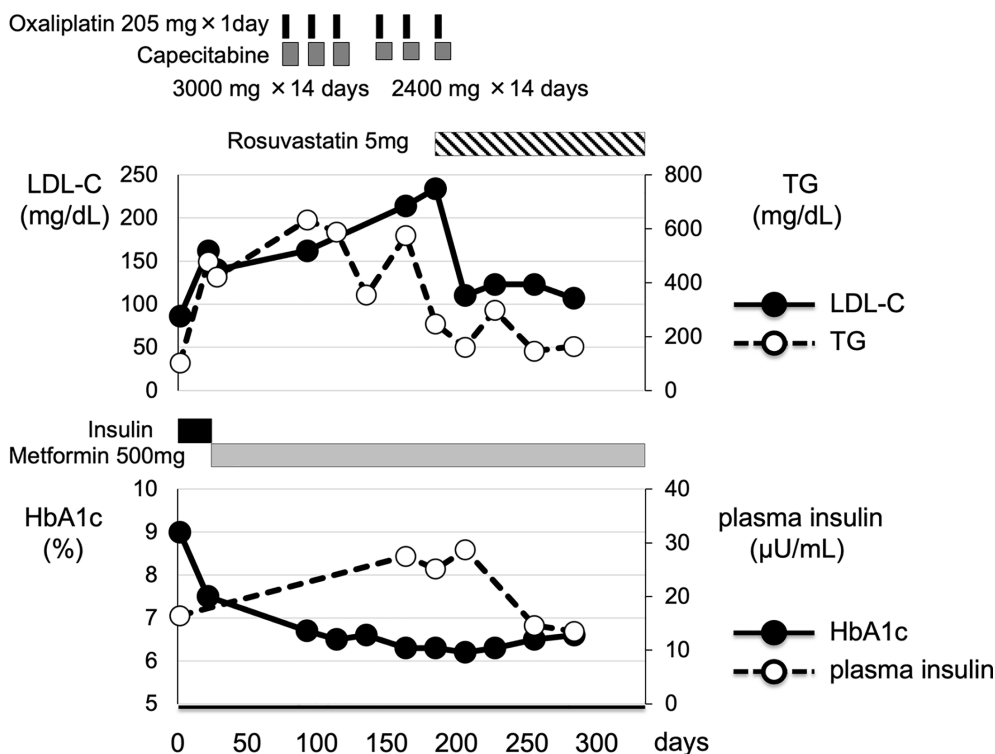 Oxaliplatin 205 mg × 1day
Capecitabine
3000 mg × 14 days 2400 mg × 14 days
Rosuvastatin 5mg
LDL-C
(mg/dL)
250
200
150
100
50
0
800
600
400
200
0
TG
(mg/dL)
LDL-C
TG
Insulin
Metformin 500mg
HbA1c
(%)
10
9
8
7
6
5
40
30
20
10
0
plasma insulin
(μU/mL)
HbA1c
plasma insulin
0 50 100 150 200 250 300 days